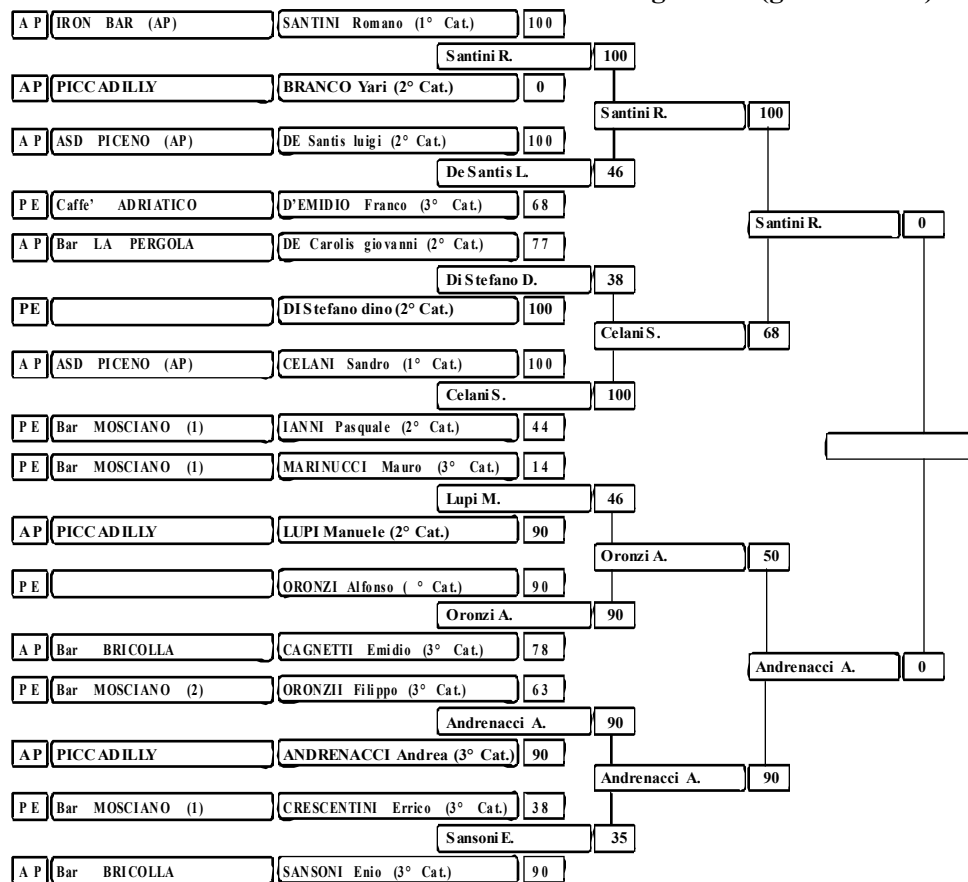 A P IRON BAR (AP) SANTINI Romano (1° Cat.) 100
Santini R. 100
AP PICCADILLY BRANCO Yari (2° Cat.) 0
Santini R. 100
A P ASD PICENO (AP) DE Santis luigi (2° Cat.) 100
De Santis L. 46
P E Caffe' ADRIATICO D'EMIDIO Franco (3° Cat.) 68
Santini R. 0
A P Bar LA PERGOLA DE Carolis giovanni (2° Cat.) 77
Di Stefano D. 38
PE DI Stefano dino (2° Cat.) 100
Celani S. 68
A P ASD PICENO (AP) CELANI Sandro (1° Cat.) 100
Celani S. 100
P E Bar MOSCIANO (1) IANNI Pasquale (2° Cat.) 44
P E Bar MOSCIANO (1) MARINUCCI Mauro (3° Cat.) 14
Lupi M. 46
AP PICCADILLY LUPI Manuele (2° Cat.) 90
Oronzi A. 50
P E ORONZI Alfonso ( ° Cat.) 90
Oronzi A. 90
A P Bar BRICOLLA CAGNETTI Emidio (3° Cat.) 78
Andrenacci A. 0
P E Bar MOSCIANO (2) ORONZII Filippo (3° Cat.) 63
Andrenacci A. 90
AP PICCADILLY ANDRENACCI Andrea (3° Cat.) 90
Andrenacci A. 90
P E Bar MOSCIANO (1) CRESCENTINI Errico (3° Cat.) 38
Sansoni E. 35
A P Bar BRICOLLA SANSONI Enio (3° Cat.) 90